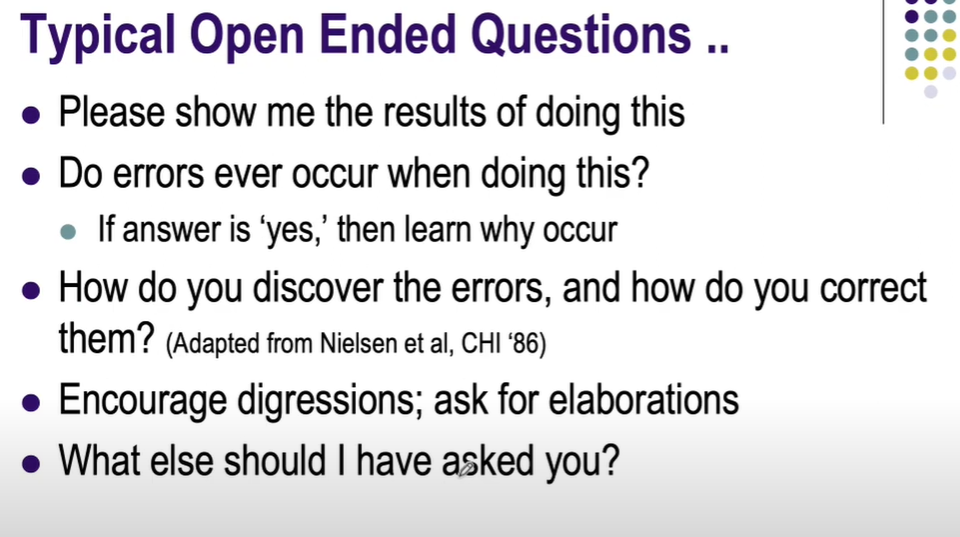 Typical Open Ended Questions ..
Please show me the results of doing this
Do errors ever occur when doing this?
If answer is ‘yes,’ then learn why occur
How do you discover the errors, and how do you correct
them? (Adapted from Nielsen et al, CHI ‘86)
Encourage digressions; ask for elaborations
What else should I have asked you?